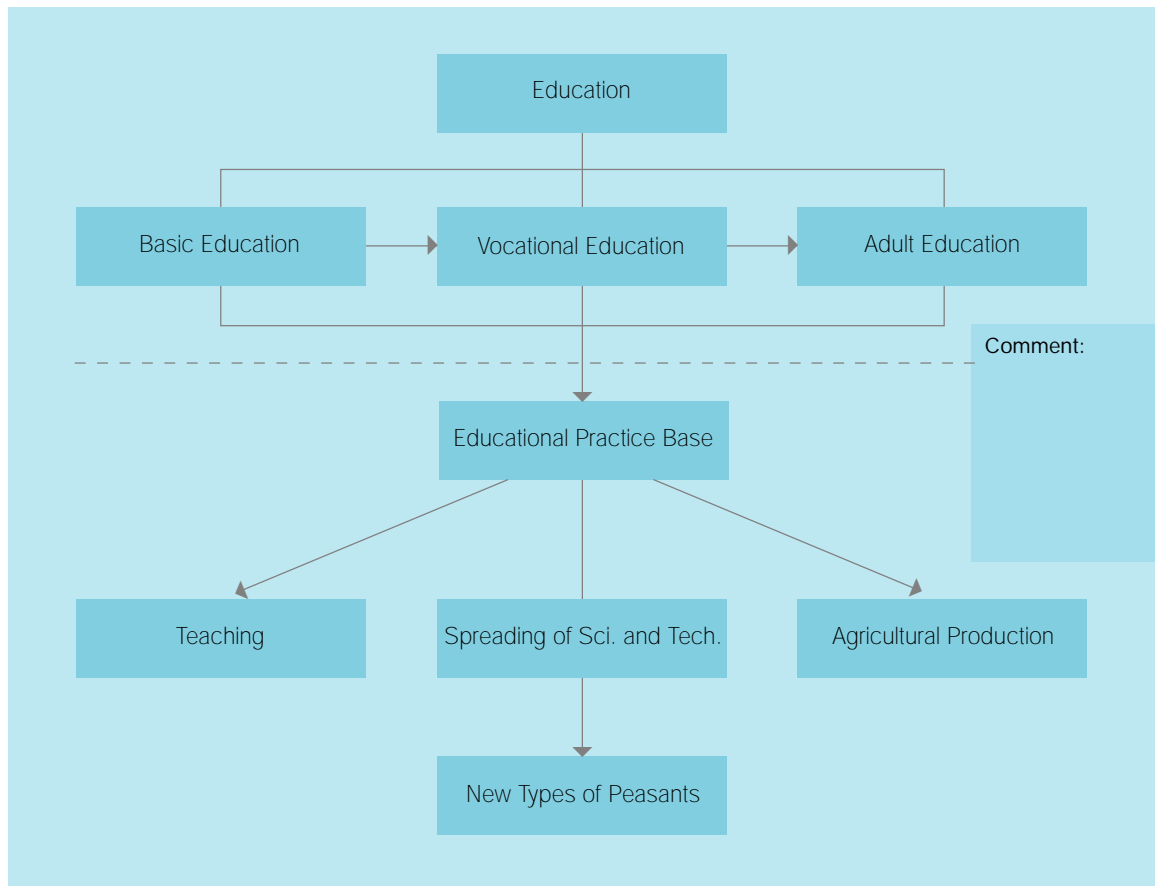 Education
Basic Education
Vocational Education
Adult Education
Comment:
Educational Practice Base
Teaching
Spreading of Sci. and Tech.
Agricultural Production
New Types of Peasants